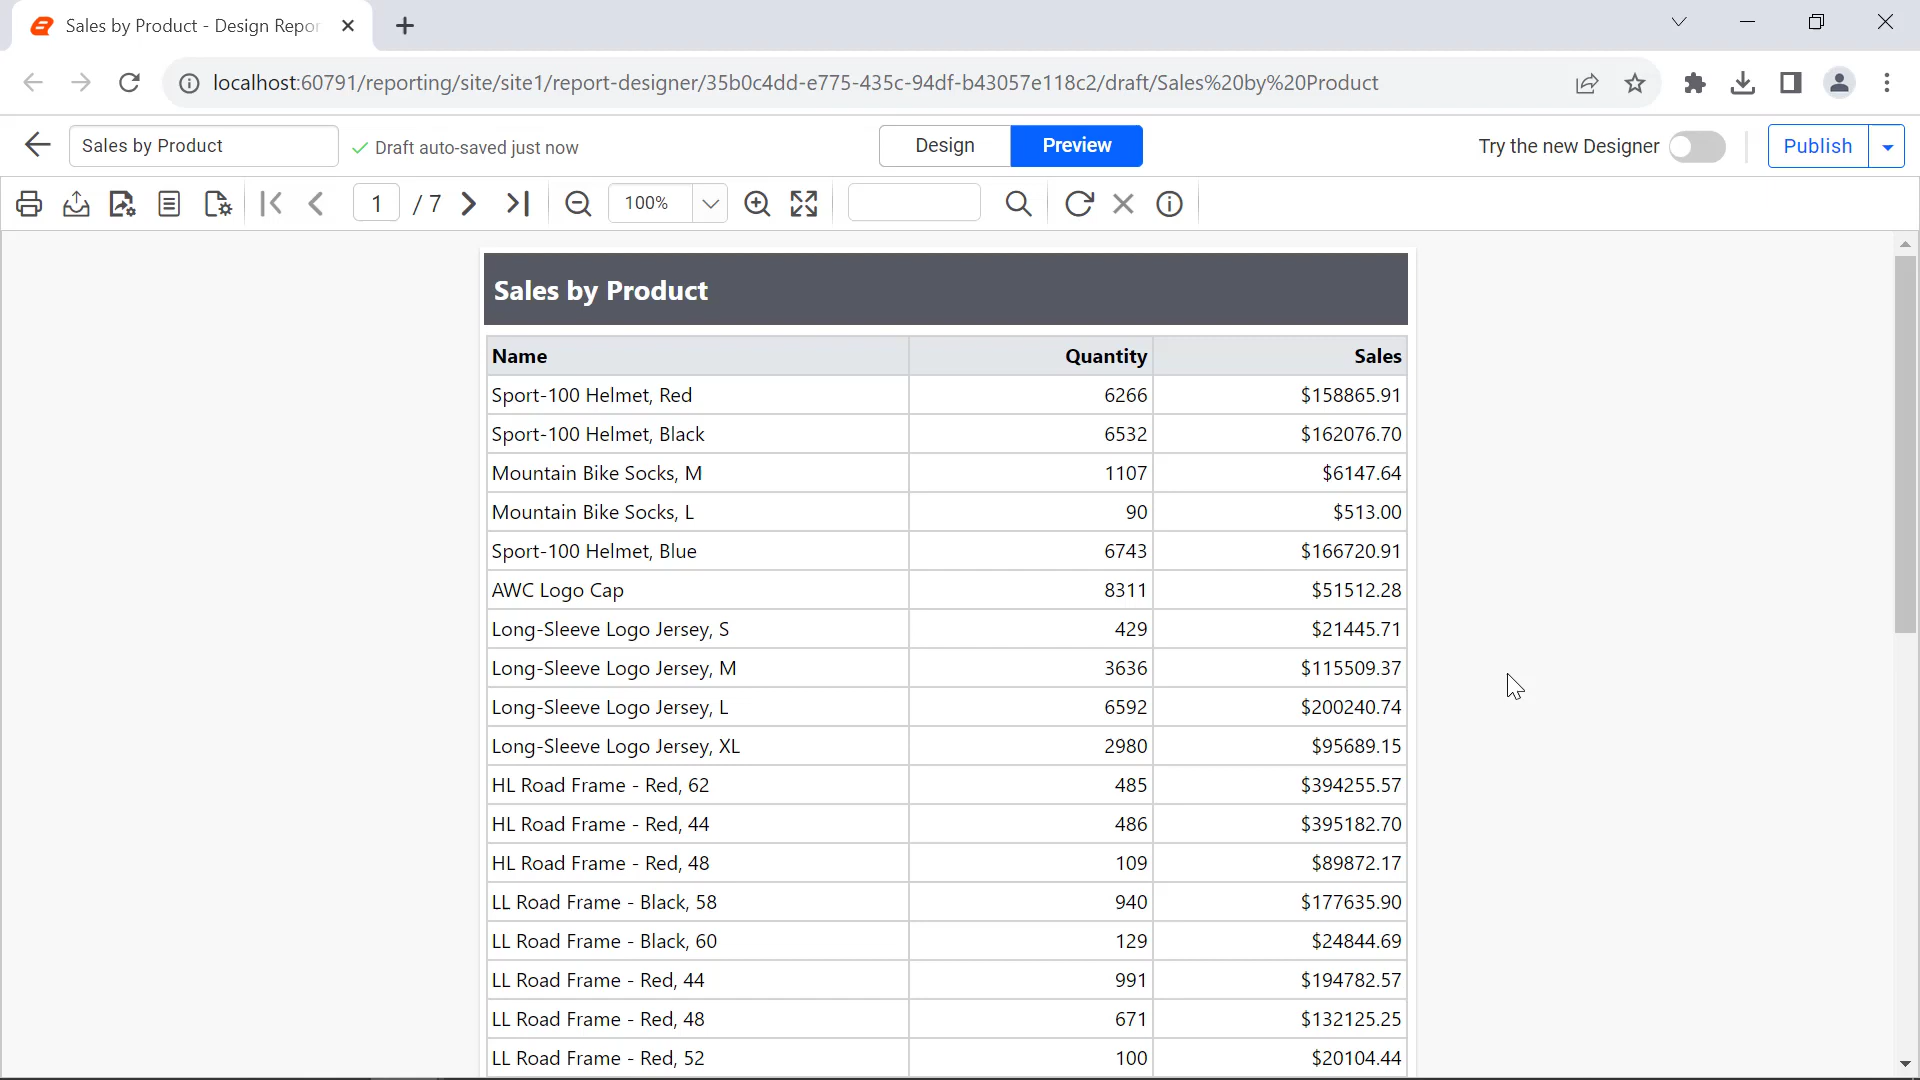 Sales by Product - Design Repor
localhost:60791/reporting/site/site1/report-designer/35b0c4dd-e775-435c-94df-b43057e118c2/draft/Sales%20by%20Product
Sales by Product Draft auto-saved just now Design Preview Try the new Designer Publish
1 / 7 100%
Sales by Product
Name Quantity Sales
Sport-100 Helmet, Red 6266 $158865.91
Sport-100 Helmet, Black 6532 $162076.70
Mountain Bike Socks, M 1107 $6147.64
Mountain Bike Socks, L 90 $513.00
Sport-100 Helmet, Blue 6743 $166720.91
AWC Logo Cap 8311 $51512.28
Long-Sleeve Logo Jersey, S 429 $21445.71
Long-Sleeve Logo Jersey, M 3636 $115509.37
Long-Sleeve Logo Jersey, L 6592 $200240.74
Long-Sleeve Logo Jersey, XL 2980 $95689.15
HL Road Frame - Red, 62 485 $394255.57
HL Road Frame - Red, 44 486 $395182.70
HL Road Frame - Red, 48 109 $89872.17
LL Road Frame - Black, 58 940 $177635.90
LL Road Frame - Black, 60 129 $24844.69
LL Road Frame - Red, 44 991 $194782.57
LL Road Frame - Red, 48 671 $132125.25
LL Road Frame - Red, 52 100 $20104.44